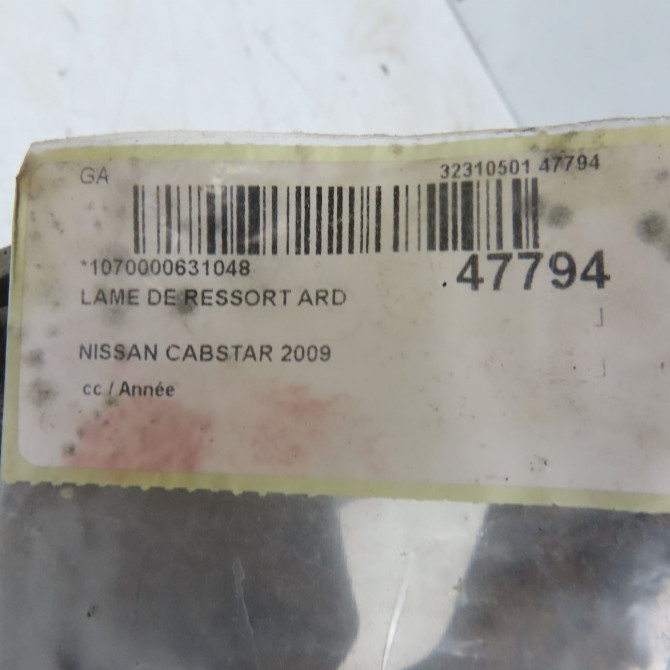 GA 32310501 47794
*1070000631048 47794
LAME DE RESSORT ARD
NISSAN CABSTAR 2009
cc / Année